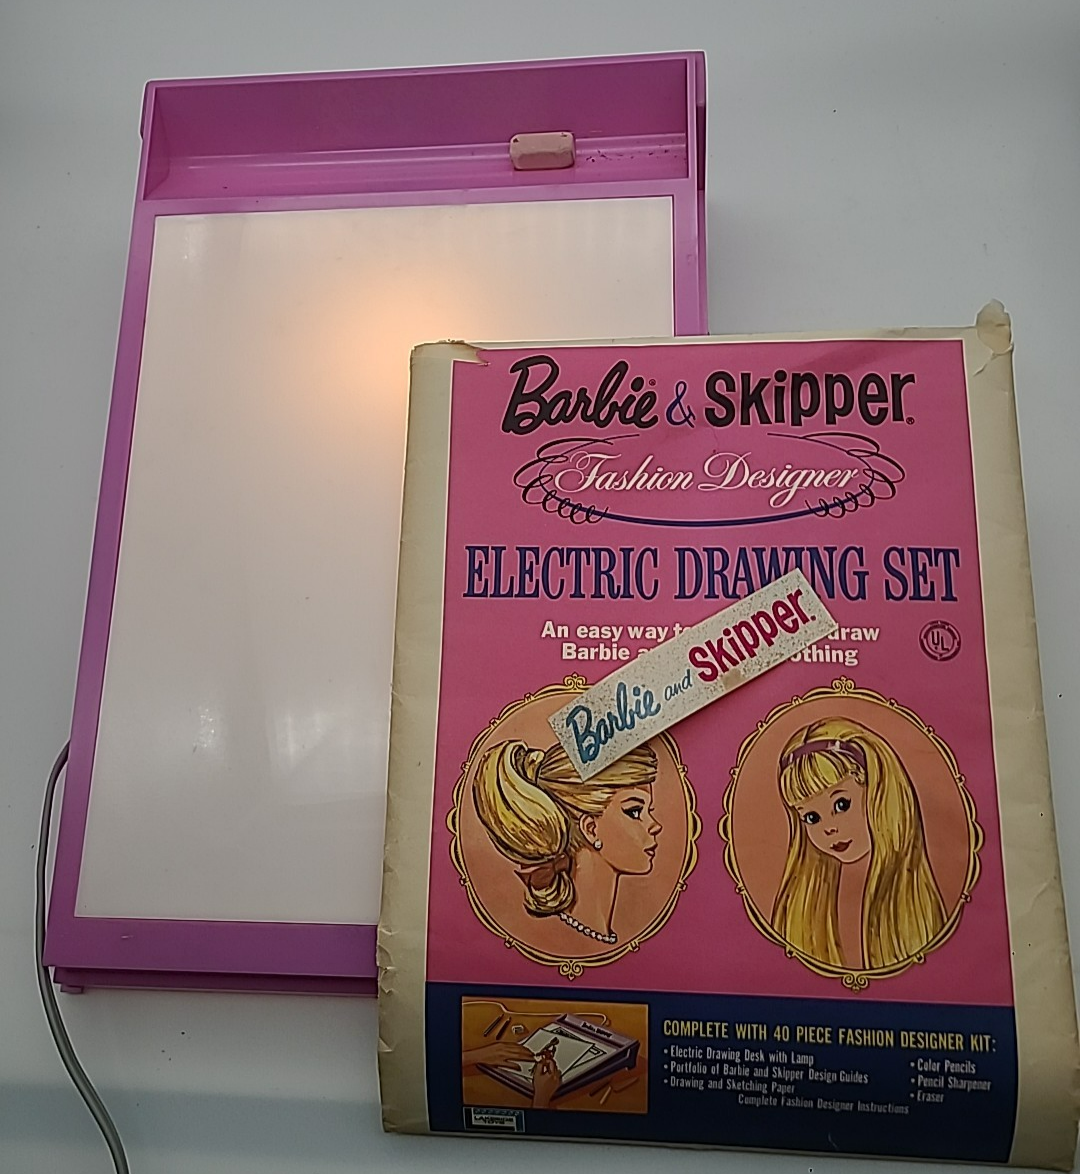 Barbie & Skipper
Fashion Designer
ELECTRIC DRAWING SET
An easy way draw
Barbie
Barbie and Skipper
UL
COMPLETE WITH 40 PIECE FASHION DESIGNER KIT:
• Electric Drawing Desk with Lamp
• Portfolio of Barbie and Skipper Design Guides
• Drawing and Sketching Paper
• Color Pencils
• Pencil Sharpener
• Eraser
Complete Fashion Designer Instructions